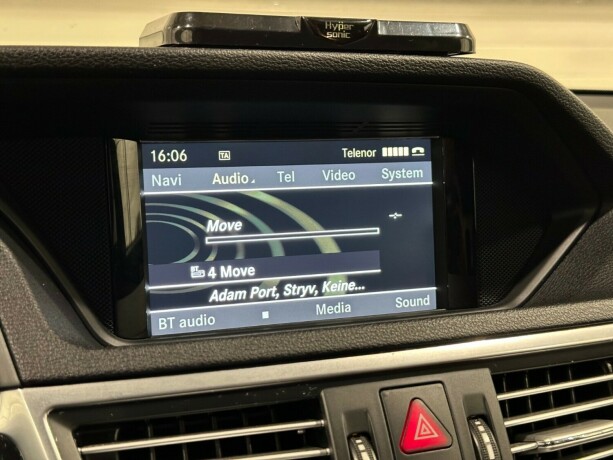 Hyper
sonic
16:06 TA Telenor
Navi Audio Tel Video System
Move
BT 4 Move
Adam Port, Stryv, Keine...
BT audio Media Sound